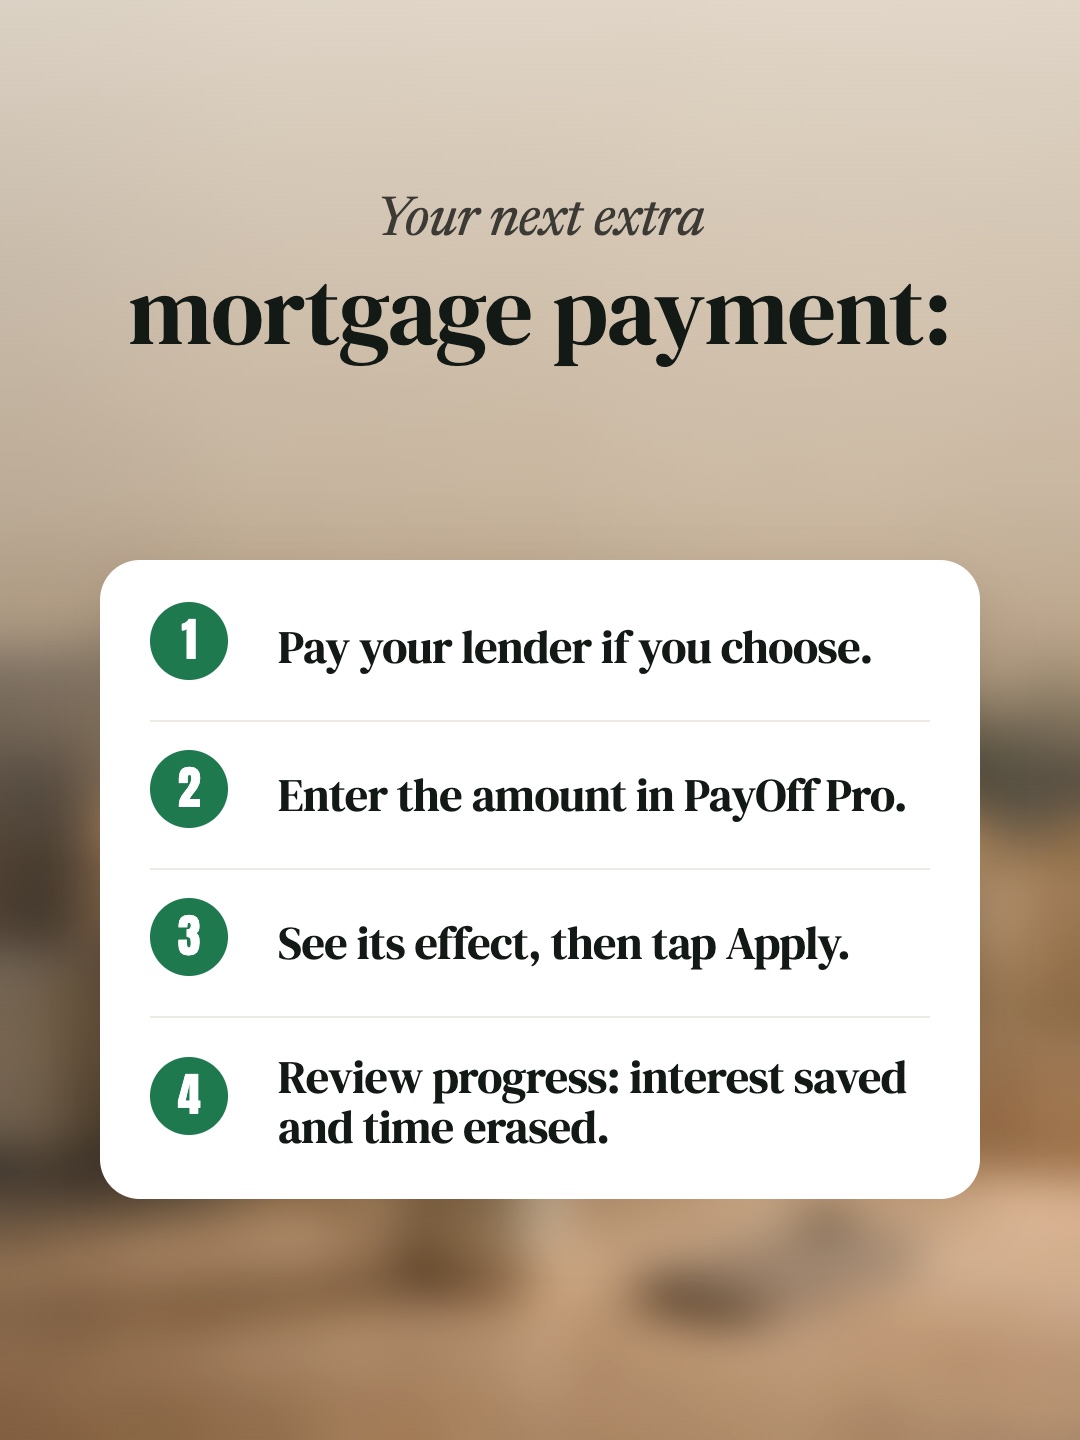 Your next extra
mortgage payment:
1
Pay your lender if you choose.
2
Enter the amount in PayOff Pro.
3
See its effect, then tap Apply.
4
Review progress: interest saved
and time erased.